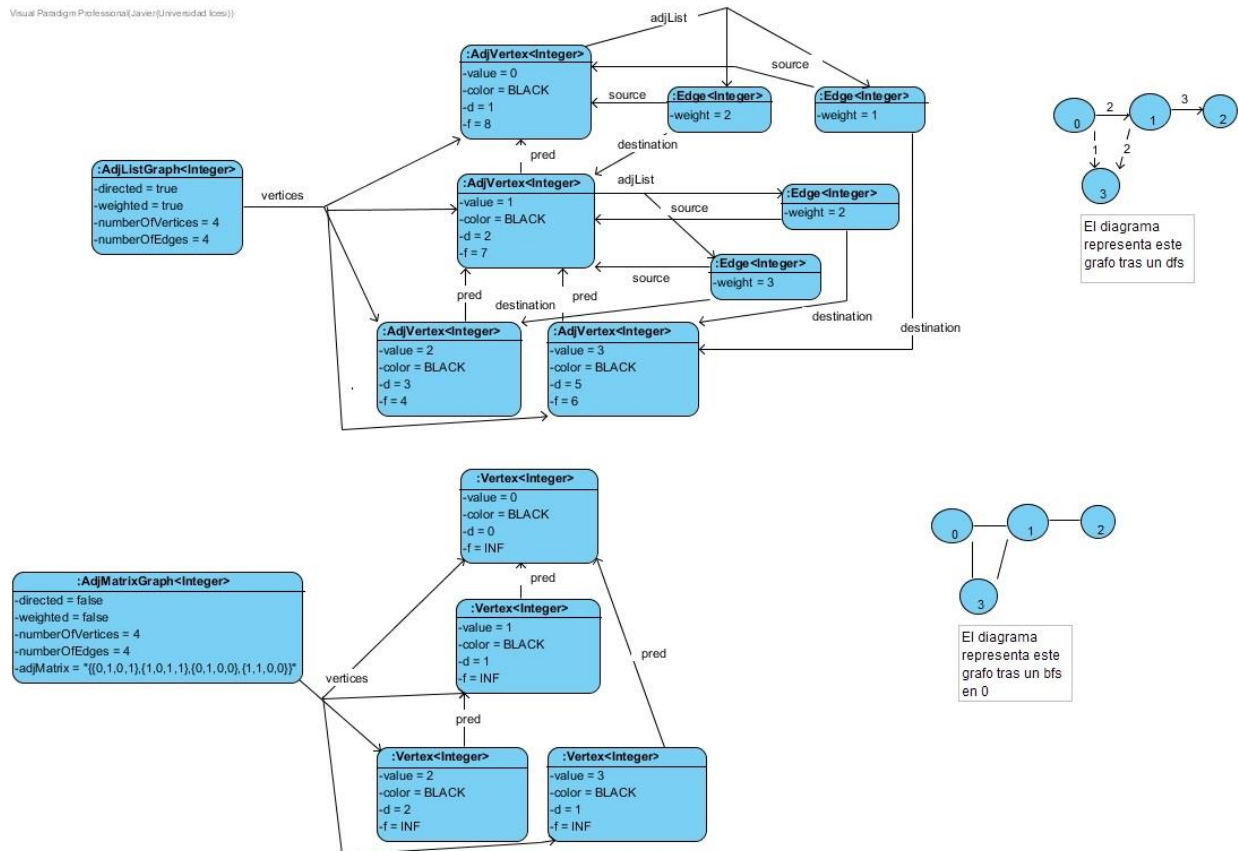 Visual Paradigm Professional(Javier(Universidad Icesi))
adjList
:AdjVertex<Integer>
-value = 0
-color = BLACK
-d = 1
-f = 8
source
source
:Edge<Integer>
-weight = 2
:Edge<Integer>
-weight = 1
destination
pred
:AdjListGraph<Integer>
-directed = true
-weighted = true
-numberOfVertices = 4
-numberOfEdges = 4
vertices
:AdjVertex<Integer>
-value = 1
-color = BLACK
-d = 2
-f = 7
adjList
source
:Edge<Integer>
-weight = 2
source
:Edge<Integer>
-weight = 3
pred
pred
destination
destination
destination
:AdjVertex<Integer>
-value = 2
-color = BLACK
-d = 3
-f = 4
:AdjVertex<Integer>
-value = 3
-color = BLACK
-d = 5
-f = 6
0
2
1
3
2
1
2
3
El diagrama
representa este
grafo tras un dfs
:Vertex<Integer>
-value = 0
-color = BLACK
-d = 0
-f = INF
pred
:AdjMatrixGraph<Integer>
-directed = false
-weighted = false
-numberOfVertices = 4
-numberOfEdges = 4
-adjMatrix = "{{0,1,0,1},{1,0,1,1},{0,1,0,0},{1,1,0,0}}"
vertices
:Vertex<Integer>
-value = 1
-color = BLACK
-d = 1
-f = INF
pred
pred
:Vertex<Integer>
-value = 2
-color = BLACK
-d = 2
-f = INF
:Vertex<Integer>
-value = 3
-color = BLACK
-d = 1
-f = INF
0
1
2
3
El diagrama
representa este
grafo tras un bfs
en 0